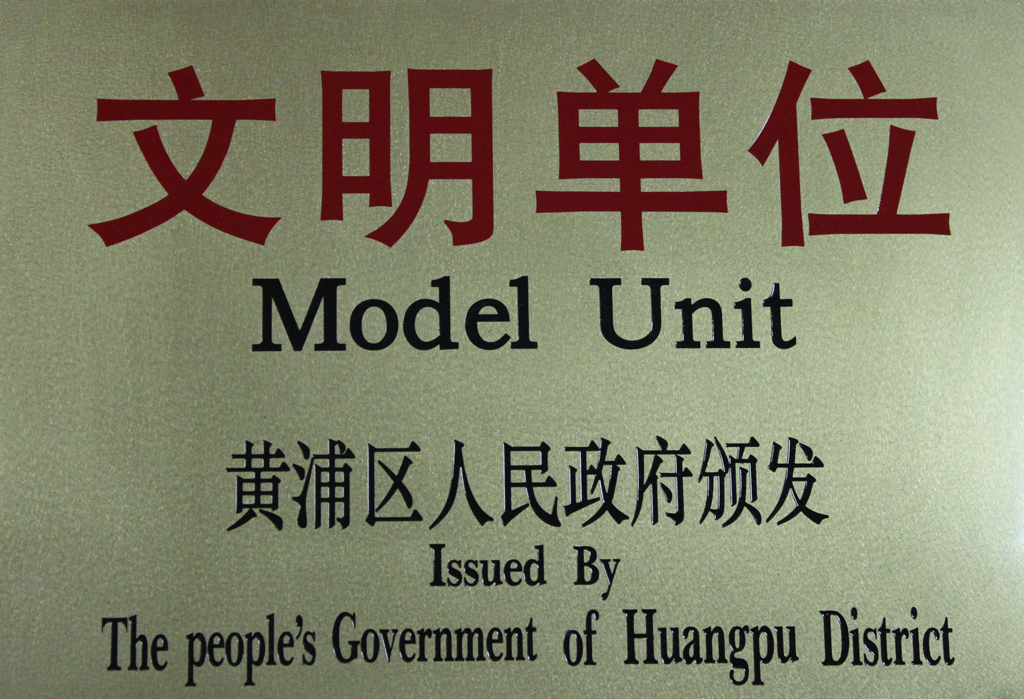 文明单位
Model Unit
黄浦区人民政府颁发
Issued By
The people's Government of Huangpu District